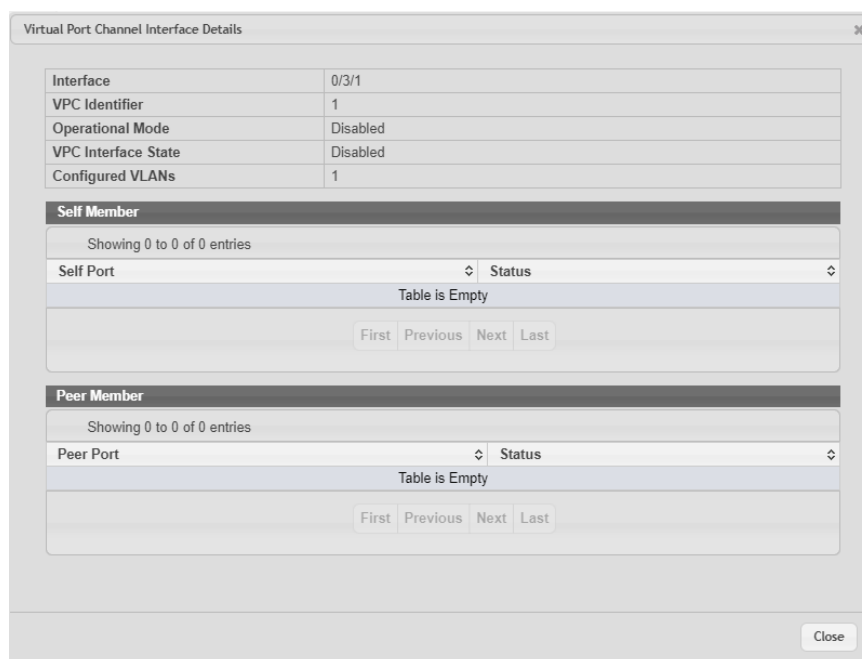 Virtual Port Channel Interface Details
Interface 0/3/1
VPC Identifier 1
Operational Mode Disabled
VPC Interface State Disabled
Configured VLANs 1
Self Member
Showing 0 to 0 of 0 entries
Self Port Status
Table is Empty
First Previous Next Last
Peer Member
Showing 0 to 0 of 0 entries
Peer Port Status
Table is Empty
First Previous Next Last
Close